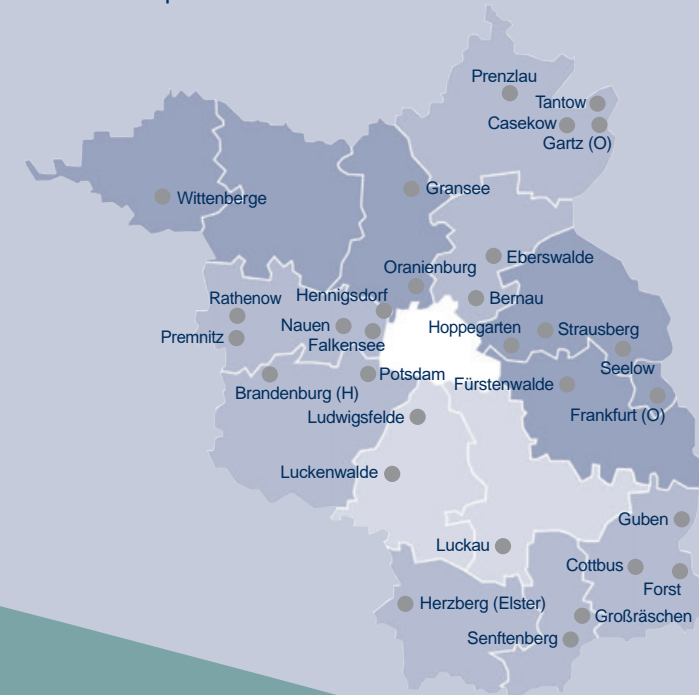 Prenzlau
Tantow
Casekow
Gartz (O)
Gransee
Wittenberge
Eberswalde
Oranienburg
Rathenow
Hennigsdorf
Bernau
Nauen
Hoppegarten
Strausberg
Premnitz
Falkensee
Seelow
Potsdam
Fürstenwalde
Brandenburg (H)
Ludwigsfelde
Frankfurt (O)
Luckenwalde
Guben
Luckau
Cottbus
Forst
Herzberg (Elster)
Großräschen
Senftenberg